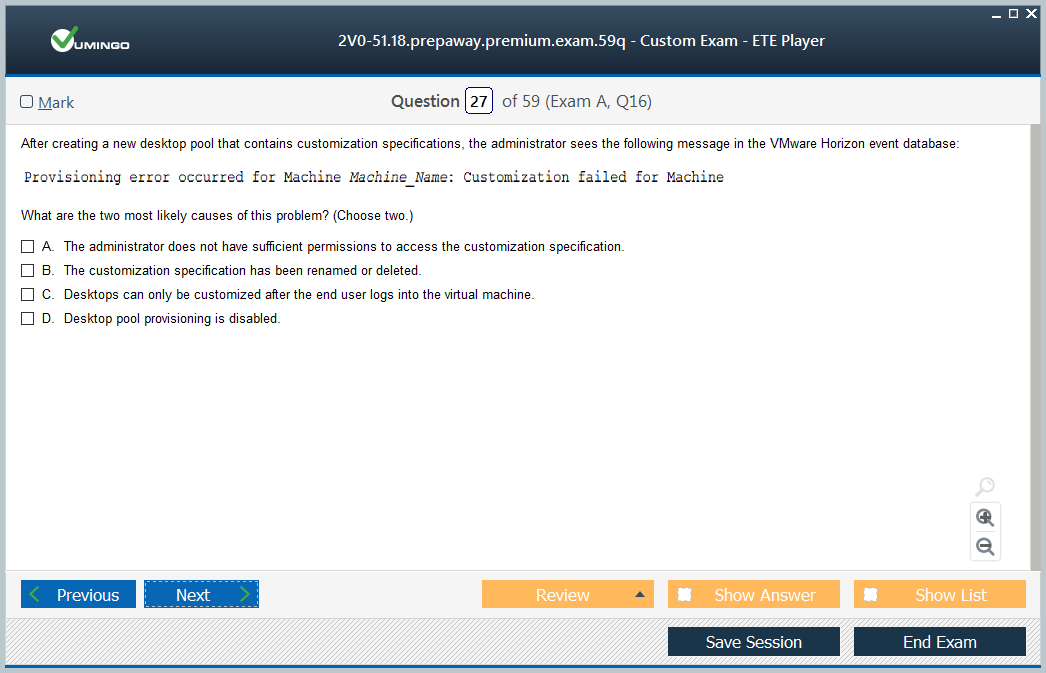 VUMINGO
2V0-51.18.prepaway.premium.exam.59q - Custom Exam - ETE Player
Mark
Question 27 of 59 (Exam A, Q16)
After creating a new desktop pool that contains customization specifications, the administrator sees the following message in the VMware Horizon event database:
Provisioning error occurred for Machine Machine_Name: Customization failed for Machine
What are the two most likely causes of this problem? (Choose two.)
A. The administrator does not have sufficient permissions to access the customization specification.
B. The customization specification has been renamed or deleted.
C. Desktops can only be customized after the end user logs into the virtual machine.
D. Desktop pool provisioning is disabled.
Previous
Next
Review
Show Answer
Show List
Save Session
End Exam